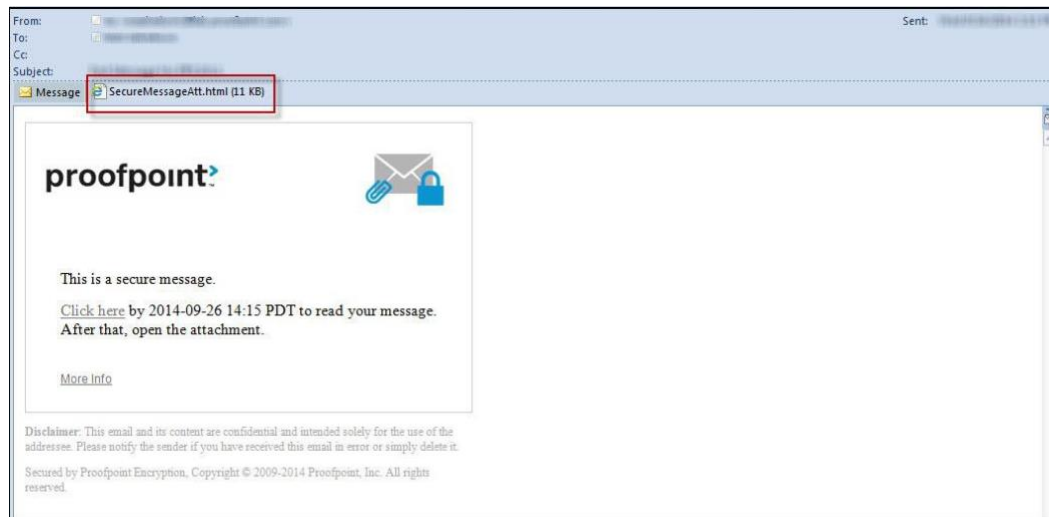 From:
Sent:
To:
Cc:
Subject:
Message
SecureMessageAtt.html (11 KB)
proofpoint
This is a secure message.
Click here by 2014-09-26 14:15 PDT to read your message.
After that, open the attachment.
More Info
Disclaimer: This email and its content are confidential and intended solely for the use of the
addressee. Please notify the sender if you have received this email in error or simply delete it.
Secured by Proofpoint Encryption, Copyright © 2009-2014 Proofpoint, Inc. All rights
reserved.